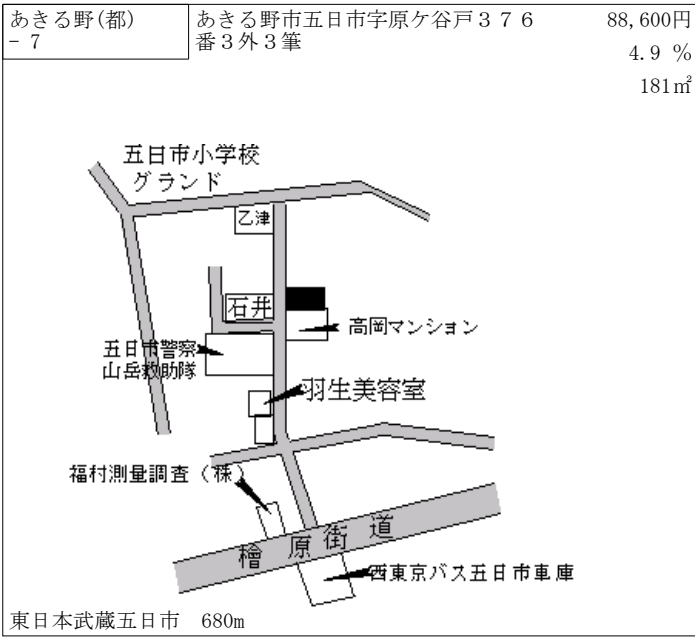 あきる野(都)
- 7
あきる野市五日市字原ケ谷戸３７６
番３外３筆
88,600円
4.9 %
181㎡
五日市小学校
グランド
乙津
石井
高岡マンション
五日市警察
山岳救助隊
羽生美容室
福村測量調査（株）
檜原街道
西東京バス五日市車庫
東日本武蔵五日市　680m